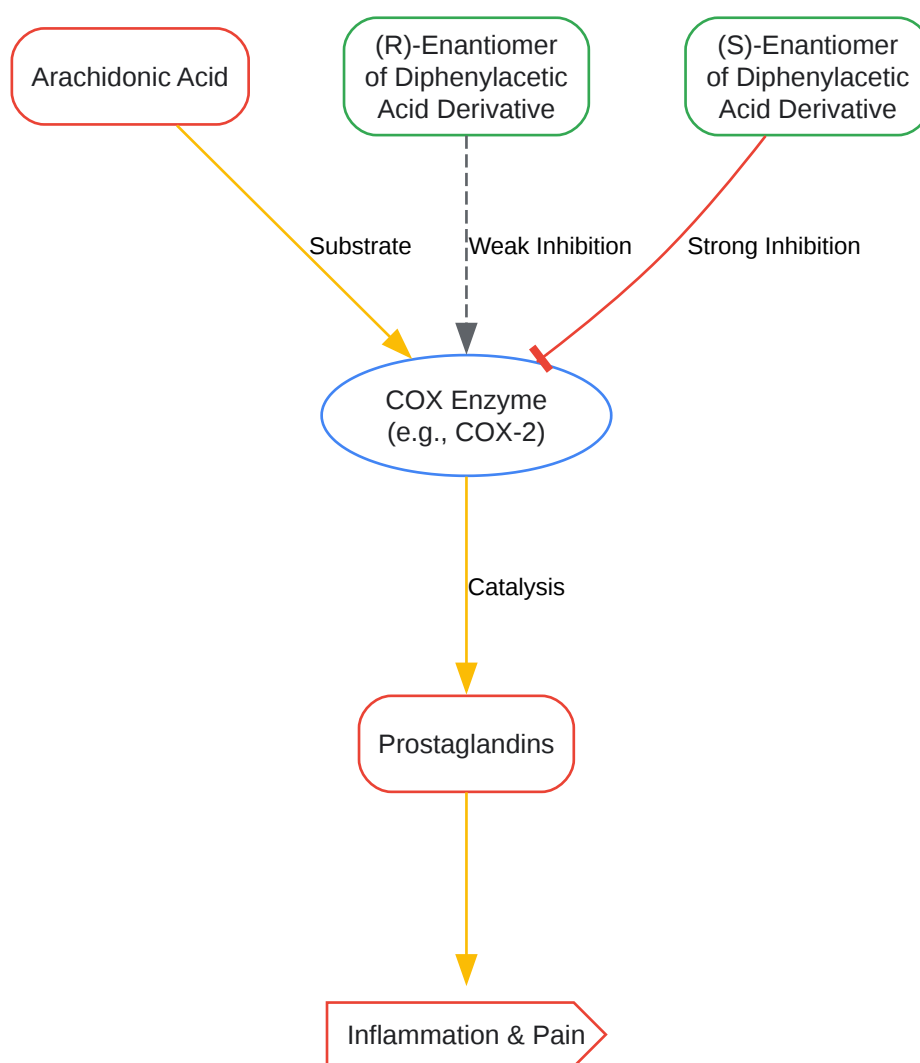 Arachidonic Acid
(R)-Enantiomer
of Diphenylacetic
Acid Derivative
(S)-Enantiomer
of Diphenylacetic
Acid Derivative
Substrate
Weak Inhibition
Strong Inhibition
COX Enzyme
(e.g., COX-2)
Catalysis
Prostaglandins
Inflammation & Pain